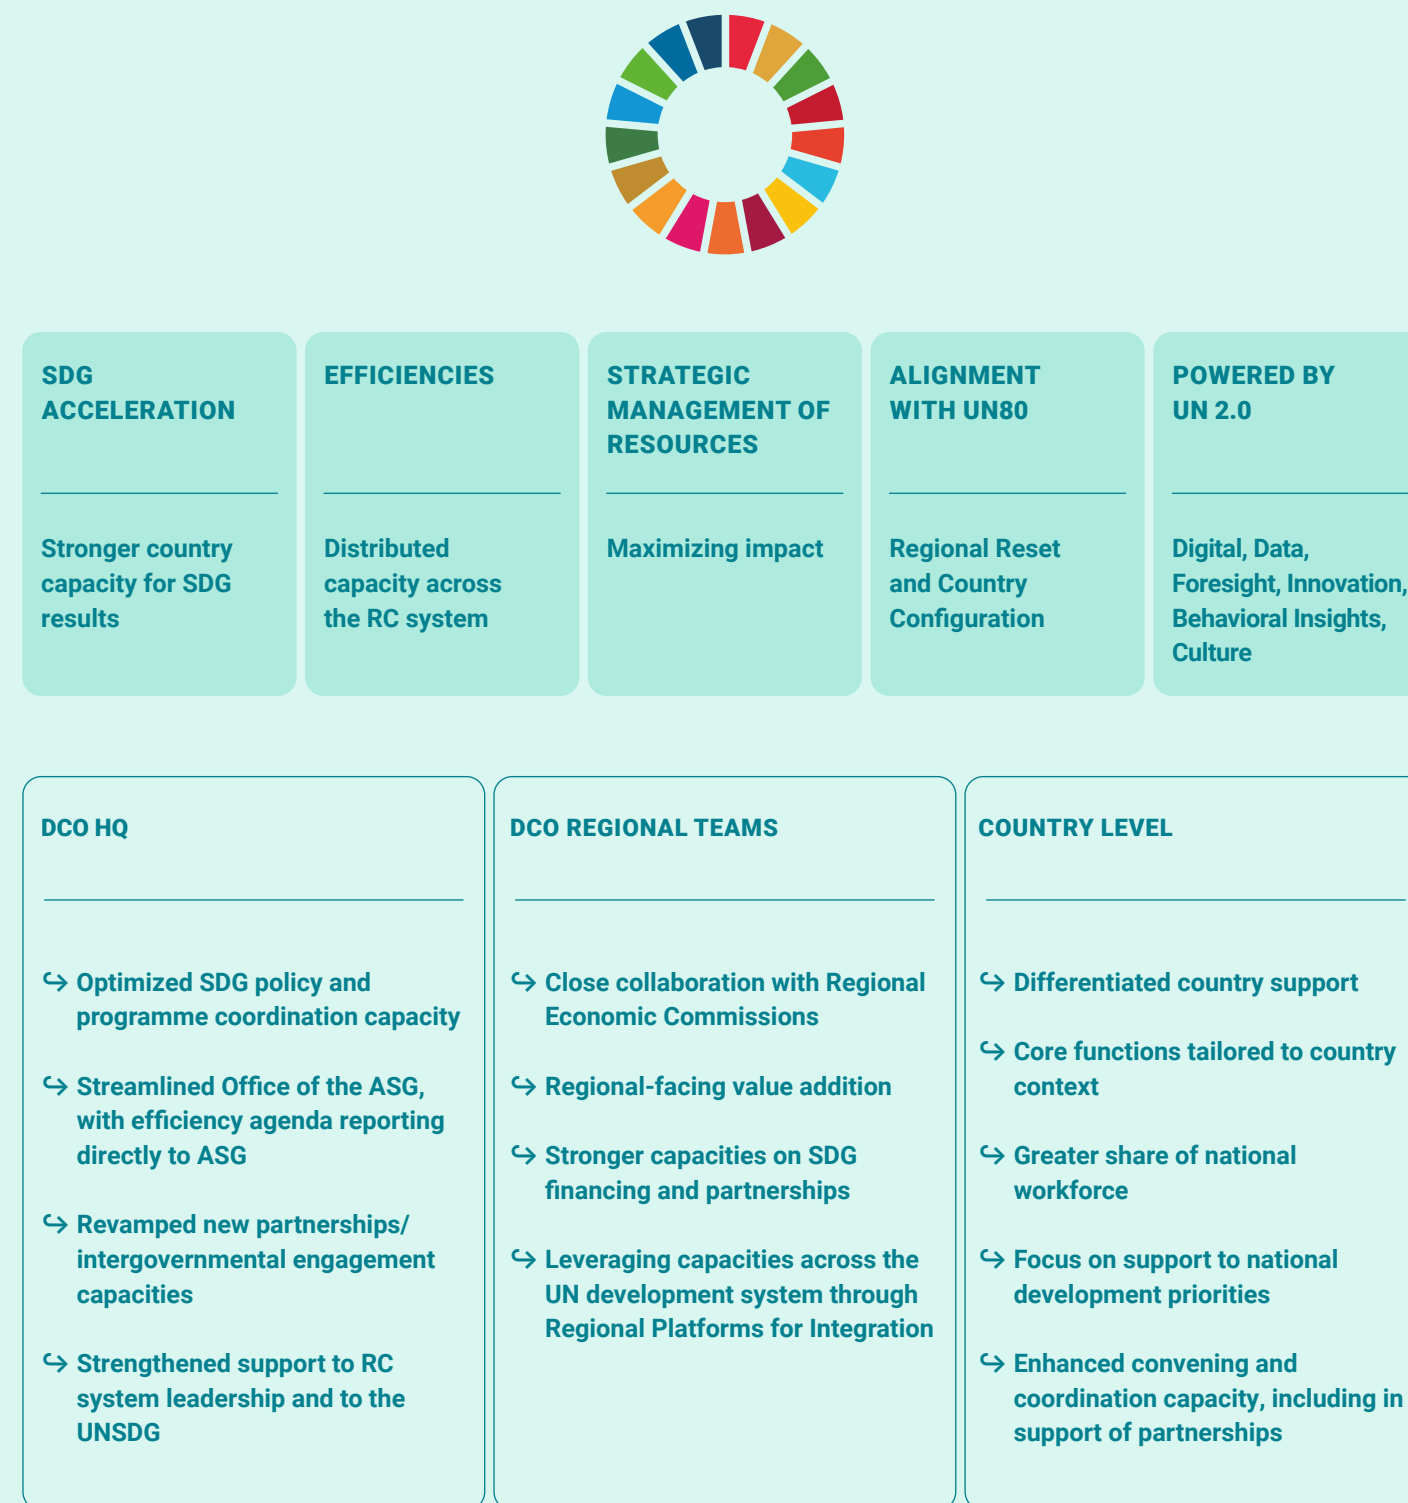 SDG
ACCELERATION
Stronger country
capacity for SDG
results
EFFICIENCIES
Distributed
capacity across
the RC system
STRATEGIC
MANAGEMENT OF
RESOURCES
Maximizing impact
ALIGNMENT
WITH UN80
Regional Reset
and Country
Configuration
POWERED BY
UN 2.0
Digital, Data,
Foresight, Innovation,
Behavioral Insights,
Culture
DCO HQ
↪ Optimized SDG policy and
programme coordination capacity
↪ Streamlined Office of the ASG,
with efficiency agenda reporting
directly to ASG
↪ Revamped new partnerships/
intergovernmental engagement
capacities
↪ Strengthened support to RC
system leadership and to the
UNSDG
DCO REGIONAL TEAMS
↪ Close collaboration with Regional
Economic Commissions
↪ Regional-facing value addition
↪ Stronger capacities on SDG
financing and partnerships
↪ Leveraging capacities across the
UN development system through
Regional Platforms for Integration
COUNTRY LEVEL
↪ Differentiated country support
↪ Core functions tailored to country
context
↪ Greater share of national
workforce
↪ Focus on support to national
development priorities
↪ Enhanced convening and
coordination capacity, including in
support of partnerships